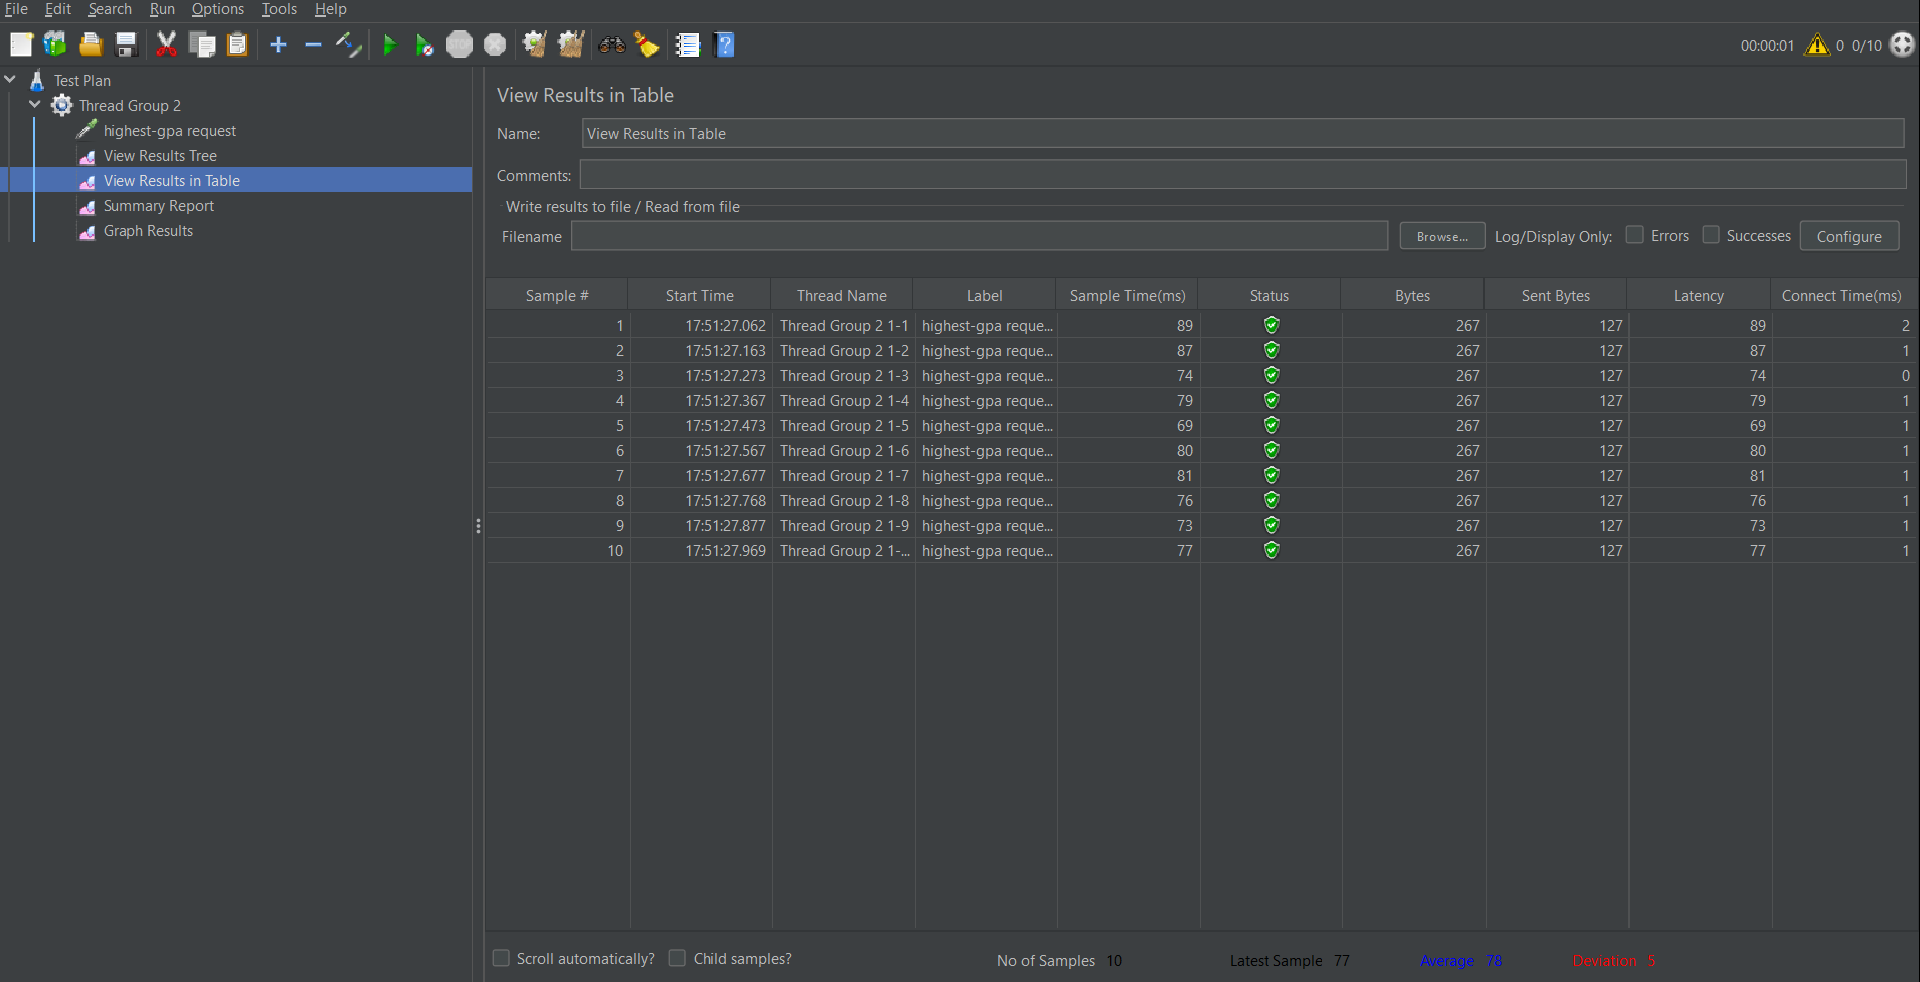 File Edit Search Run Options Tools Help
STOP
00:00:01 0 0/10
Test Plan
Thread Group 2
highest-gpa request
View Results Tree
View Results in Table
Summary Report
Graph Results
View Results in Table
Name: View Results in Table
Comments:
Write results to file / Read from file
Filename Browse... Log/Display Only: Errors Successes Configure
Sample # Start Time Thread Name Label Sample Time(ms) Status Bytes Sent Bytes Latency Connect Time(ms)
1 17:51:27.062 Thread Group 2 1-1 highest-gpa reque... 89 267 127 89 2
2 17:51:27.163 Thread Group 2 1-2 highest-gpa reque... 87 267 127 87 1
3 17:51:27.273 Thread Group 2 1-3 highest-gpa reque... 74 267 127 74 0
4 17:51:27.367 Thread Group 2 1-4 highest-gpa reque... 79 267 127 79 1
5 17:51:27.473 Thread Group 2 1-5 highest-gpa reque... 69 267 127 69 1
6 17:51:27.567 Thread Group 2 1-6 highest-gpa reque... 80 267 127 80 1
7 17:51:27.677 Thread Group 2 1-7 highest-gpa reque... 81 267 127 81 1
8 17:51:27.768 Thread Group 2 1-8 highest-gpa reque... 76 267 127 76 1
9 17:51:27.877 Thread Group 2 1-9 highest-gpa reque... 73 267 127 73 1
10 17:51:27.969 Thread Group 2 1-... highest-gpa reque... 77 267 127 77 1
Scroll automatically? Child samples? No of Samples 10 Latest Sample 77 Average 78 Deviation 5